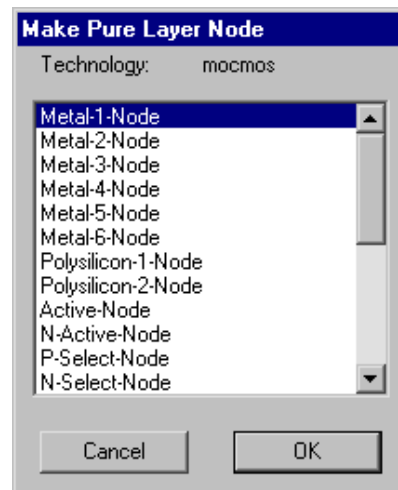 Make Pure Layer Node
Technology: mocmos
Metal-1-Node
Metal-2-Node
Metal-3-Node
Metal-4-Node
Metal-5-Node
Metal-6-Node
Polysilicon-1-Node
Polysilicon-2-Node
Active-Node
N-Active-Node
P-Select-Node
N-Select-Node
Cancel OK